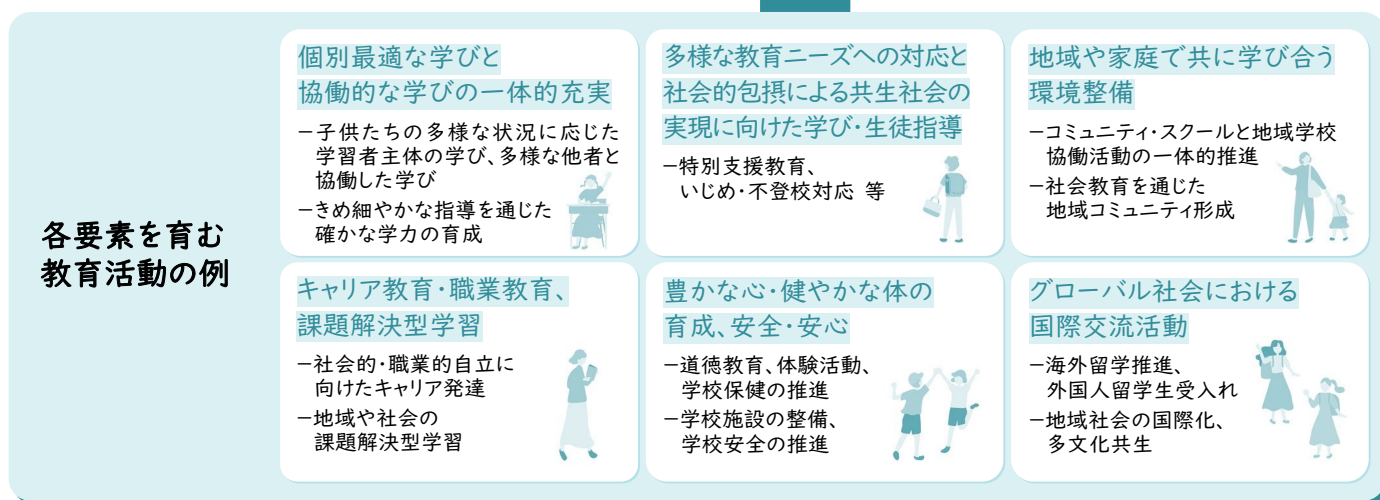 各要素を育む
教育活動の例
個別最適な学びと
協働的な学びの一体的充実
−子供たちの多様な状況に応じた
学習者主体の学び、多様な他者と
協働した学び
−きめ細やかな指導を通じた
確かな学力の育成
多様な教育ニーズへの対応と
社会的包摂による共生社会の
実現に向けた学び・生徒指導
−特別支援教育、
いじめ・不登校対応 等
地域や家庭で共に学び合う
環境整備
−コミュニティ・スクールと地域学校
協働活動の一体的推進
−社会教育を通じた
地域コミュニティ形成
キャリア教育・職業教育、
課題解決型学習
−社会的・職業的自立に
向けたキャリア発達
−地域や社会の
課題解決型学習
豊かな心・健やかな体の
育成、安全・安心
−道徳教育、体験活動、
学校保健の推進
−学校施設の整備、
学校安全の推進
グローバル社会における
国際交流活動
−海外留学推進、
外国人留学生受入れ
−地域社会の国際化、
多文化共生